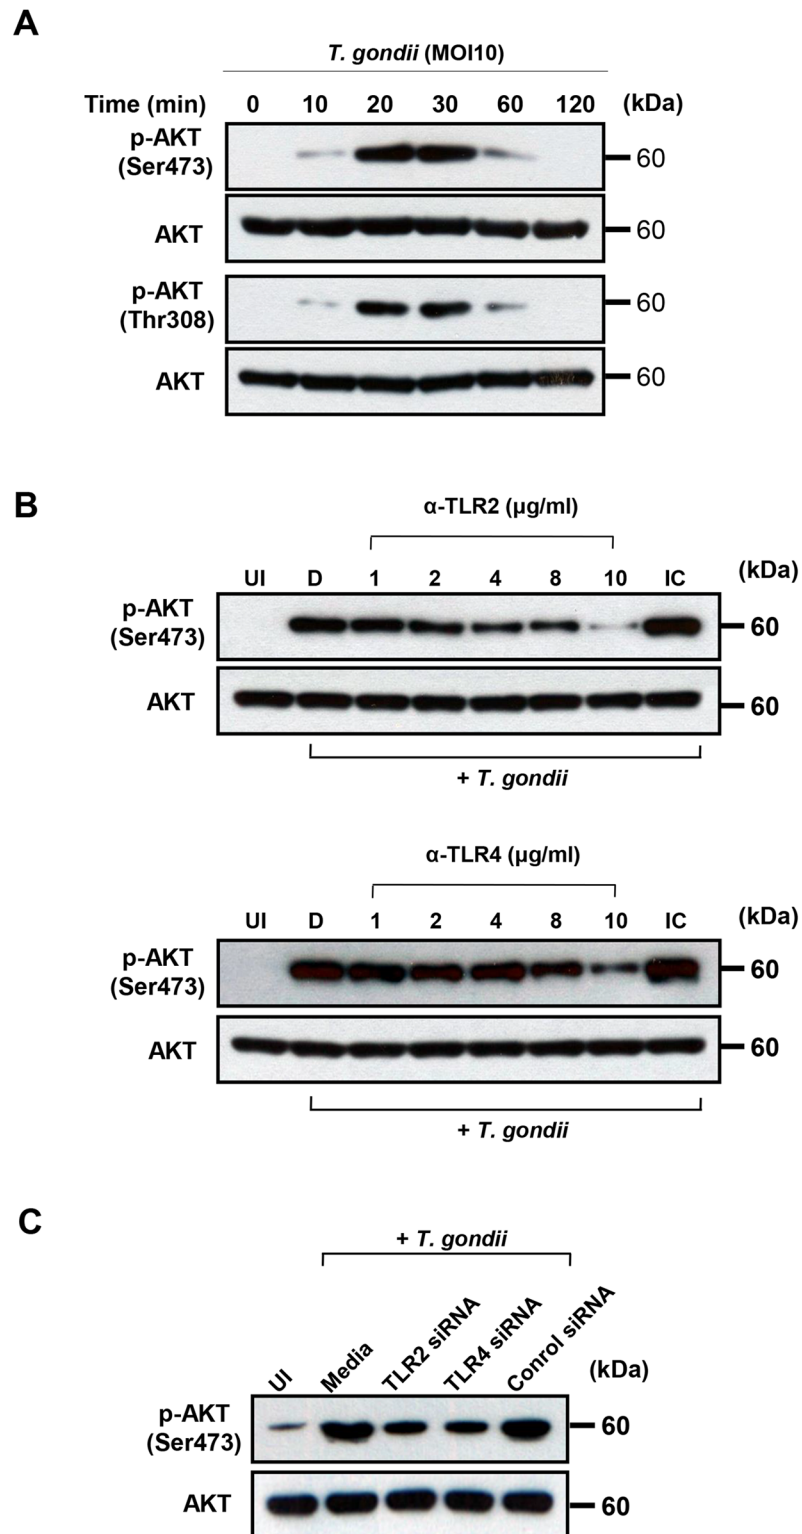 A
T. gondii (MOI10)
Time (min) 0 10 20 30 60 120 (kDa)
p-AKT
(Ser473)
60
AKT
60
p-AKT
(Thr308)
60
AKT
60
B
α-TLR2 (μg/ml)
UI D 1 2 4 8 10 IC (kDa)
p-AKT
(Ser473)
60
AKT
60
+ T. gondii
α-TLR4 (μg/ml)
UI D 1 2 4 8 10 IC (kDa)
p-AKT
(Ser473)
60
AKT
60
+ T. gondii
C
+ T. gondii
UI Media TLR2 siRNA TLR4 siRNA Conrol siRNA (kDa)
p-AKT
(Ser473)
60
AKT
60